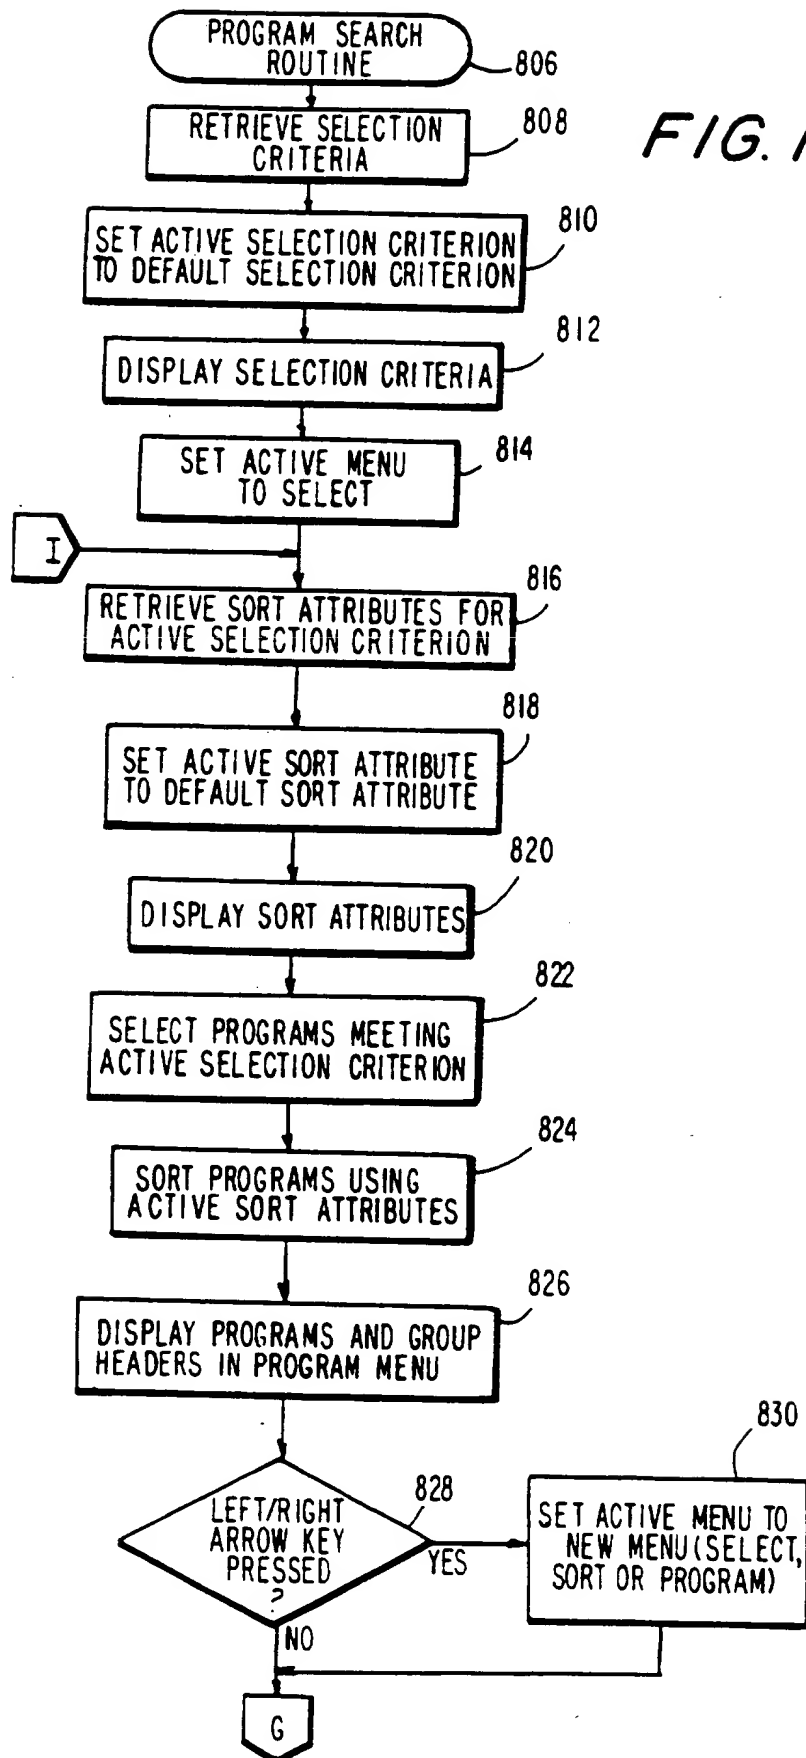 PROGRAM SEARCH
ROUTINE
806
RETRIEVE SELECTION
CRITERIA
808
FIG. 1
SET ACTIVE SELECTION CRITERION
TO DEFAULT SELECTION CRITERION
810
DISPLAY SELECTION CRITERIA
812
SET ACTIVE MENU
TO SELECT
814
I
RETRIEVE SORT ATTRIBUTES FOR
ACTIVE SELECTION CRITERION
816
SET ACTIVE SORT ATTRIBUTE
TO DEFAULT SORT ATTRIBUTE
818
DISPLAY SORT ATTRIBUTES
820
SELECT PROGRAMS MEETING
ACTIVE SELECTION CRITERION
822
SORT PROGRAMS USING
ACTIVE SORT ATTRIBUTES
824
DISPLAY PROGRAMS AND GROUP
HEADERS IN PROGRAM MENU
826
LEFT/RIGHT
ARROW KEY
PRESSED
?
828
YES
NO
SET ACTIVE MENU TO
NEW MENU (SELECT,
SORT OR PROGRAM)
830
G